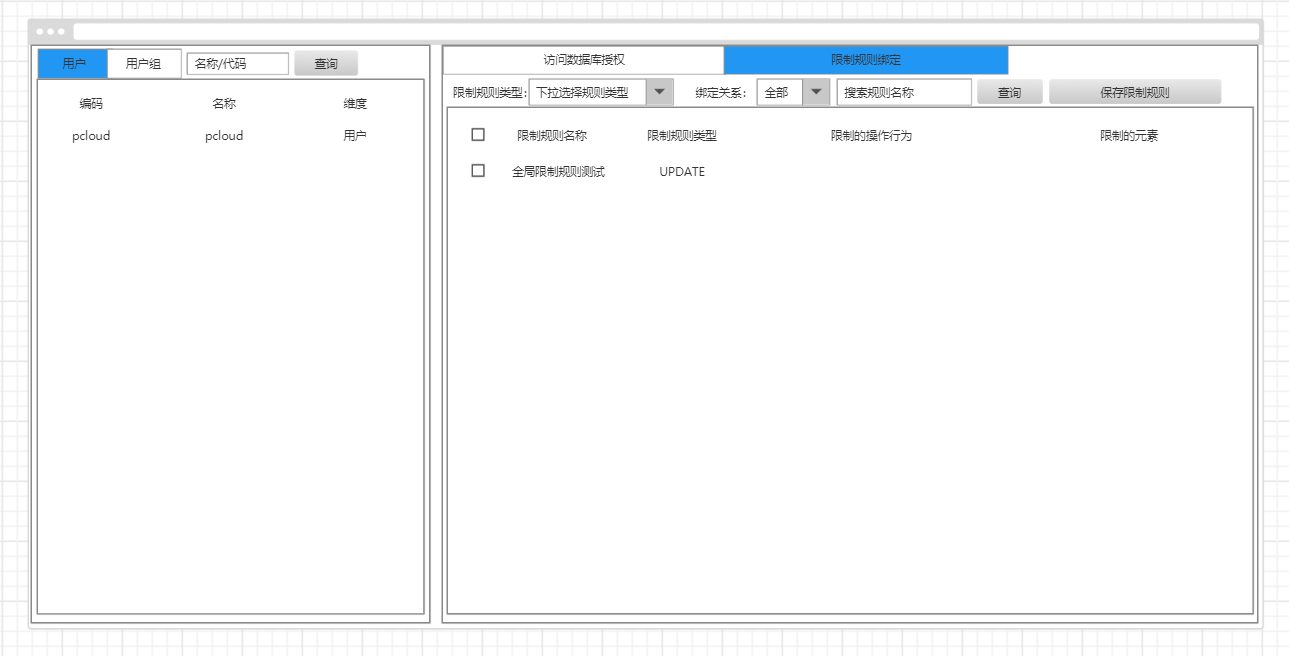 用户 用户组 名称/代码 查询
编码 名称 维度
pcloud pcloud 用户
访问数据库授权 限制规则绑定
限制规则类型: 下拉选择规则类型 绑定关系: 全部 搜索规则名称 查询 保存限制规则
限制规则名称 限制规则类型 限制的操作行为 限制的元素
全局限制规则测试 UPDATE